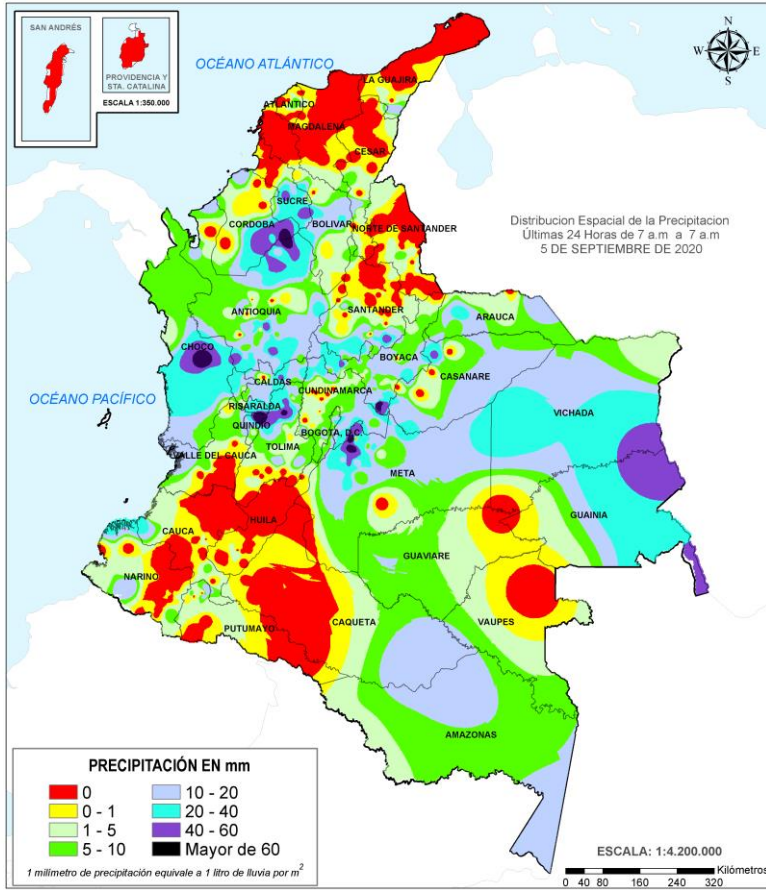 SAN ANDRÉS
PROVIDENCIA Y
STA. CATALINA
ESCALA 1:350.000
OCÉANO ATLÁNTICO
N
W E
S
LA GUAJIRA
ATLÁNTICO
MAGDALENA
CESAR
SUCRE
CORDOBA
BOLIVAR
NORTE DE SANTANDER
Distribucion Espacial de la Precipitacion
Últimas 24 Horas de 7 a.m a 7 a.m
5 DE SEPTIEMBRE DE 2020
ANTIOQUIA
SANTANDER
ARAUCA
CHOCO
BOYACA
CASANARE
CALDAS
CUNDINAMARCA
OCÉANO PACÍFICO
RISARALDA
VICHADA
QUINDIO
BOGOTA, D.C.
TOLIMA
VALLE DEL CAUCA
META
GUAINIA
HUILA
CAUCA
GUAVIARE
NARIÑO
PUTUMAYO
CAQUETA
VAUPES
AMAZONAS
PRECIPITACIÓN EN mm
0 10 - 20
0 - 1 20 - 40
1 - 5 40 - 60
5 - 10 Mayor de 60
1 milímetro de precipitación equivale a 1 litro de lluvia por m²
ESCALA: 1:4.200.000
Kilómetros
0 40 80 160 240 320